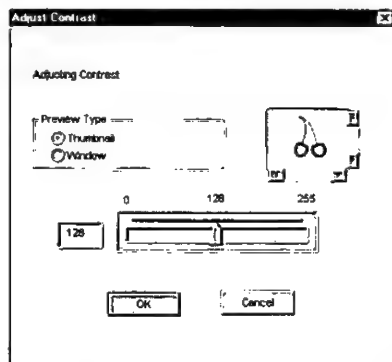 Adjust Contrast
Adjusting Contrast
Preview Type
Thumbnail
Window
0 128 255
128
OK Cancel